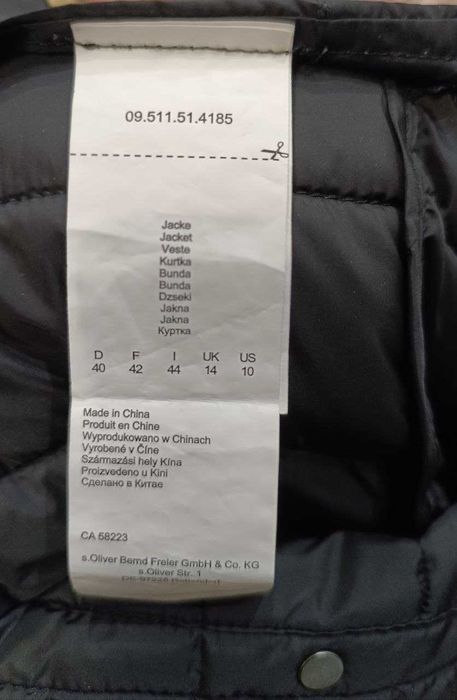 09.511.51.4185
Jacke
Jacket
Veste
Kurtka
Bunda
Bunda
Dzseki
Jakna
Jakna
Куртка
D F I UK US
40 42 44 14 10
Made in China
Produit en Chine
Wyprodukowano w Chinach
Vyrobené v Číne
Származási hely Kína
Proizvedeno u Kini
Сделано в Китае
CA 58223
s.Oliver Bernd Freier GmbH & Co. KG
s.Oliver Str. 1